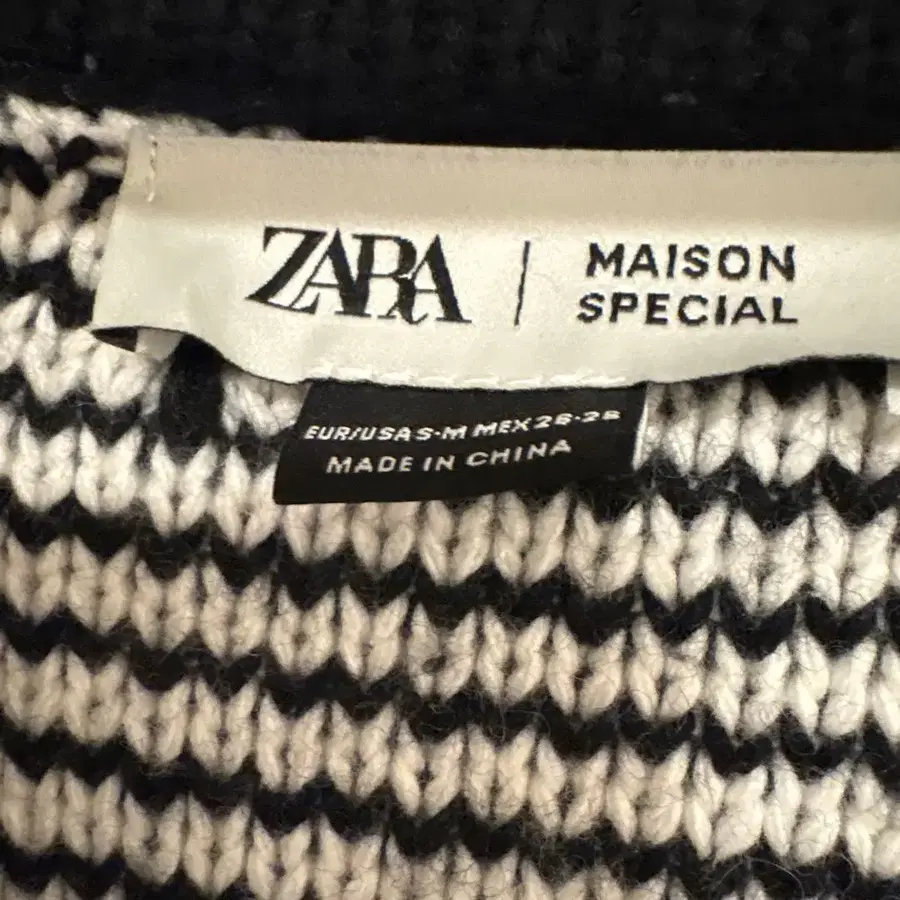 ZARA | MAISON
SPECIAL
EUR/USA S-M MEX 26-28
MADE IN CHINA